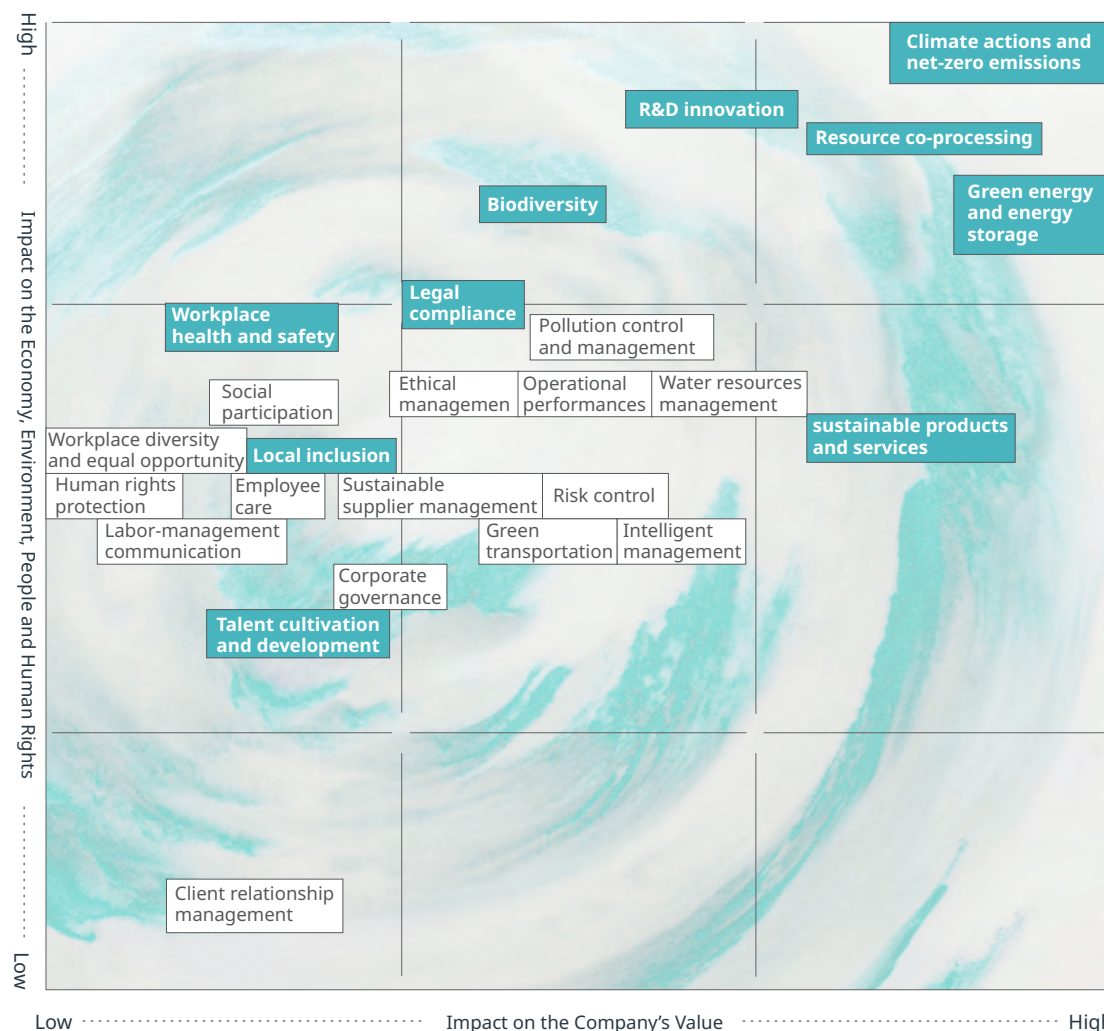 High
Impact on the Economy, Environment, People and Human Rights
Low
Climate actions and
net-zero emissions
R&D innovation
Resource co-processing
Green energy
and energy
storage
Biodiversity
Legal
compliance
Workplace
health and safety
Pollution control
and management
Social
participation
Ethical
managemen
Operational
performances
Water resources
management
sustainable products
and services
Workplace diversity
and equal opportunity
Local inclusion
Human rights
protection
Employee
care
Sustainable
supplier management
Risk control
Labor-management
communication
Green
transportation
Intelligent
management
Corporate
governance
Talent cultivation
and development
Client relationship
management
Low
Impact on the Company's Value
High